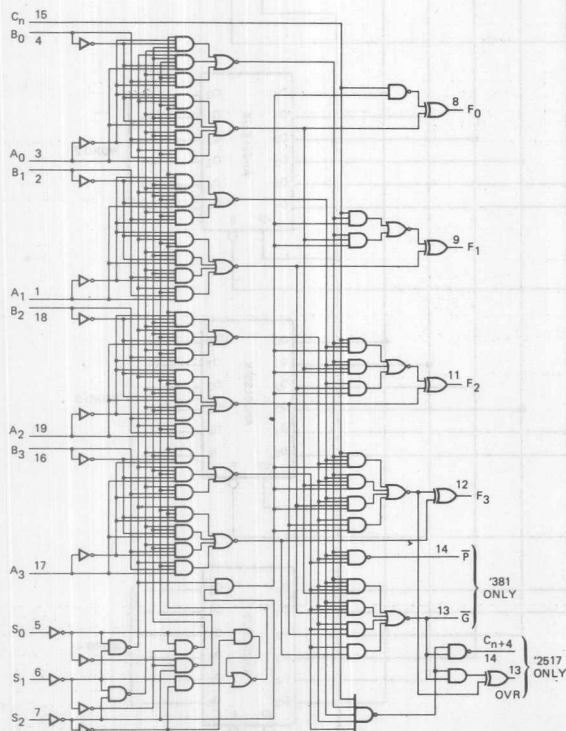 Cn 15
B0 4
8 F0
A0 3
B1 2
9 F1
A1 1
B2 18
11 F2
A2 19
B3 16
12 F3
14 P̅
'381 ONLY
A3 17
13 G̅
S0 5
Cn+4
14
'2517 ONLY
S1 6
13
OVR
S2 7